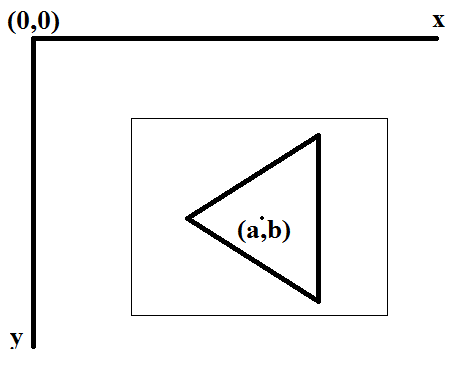 (0,0)
x
(a,b)
y